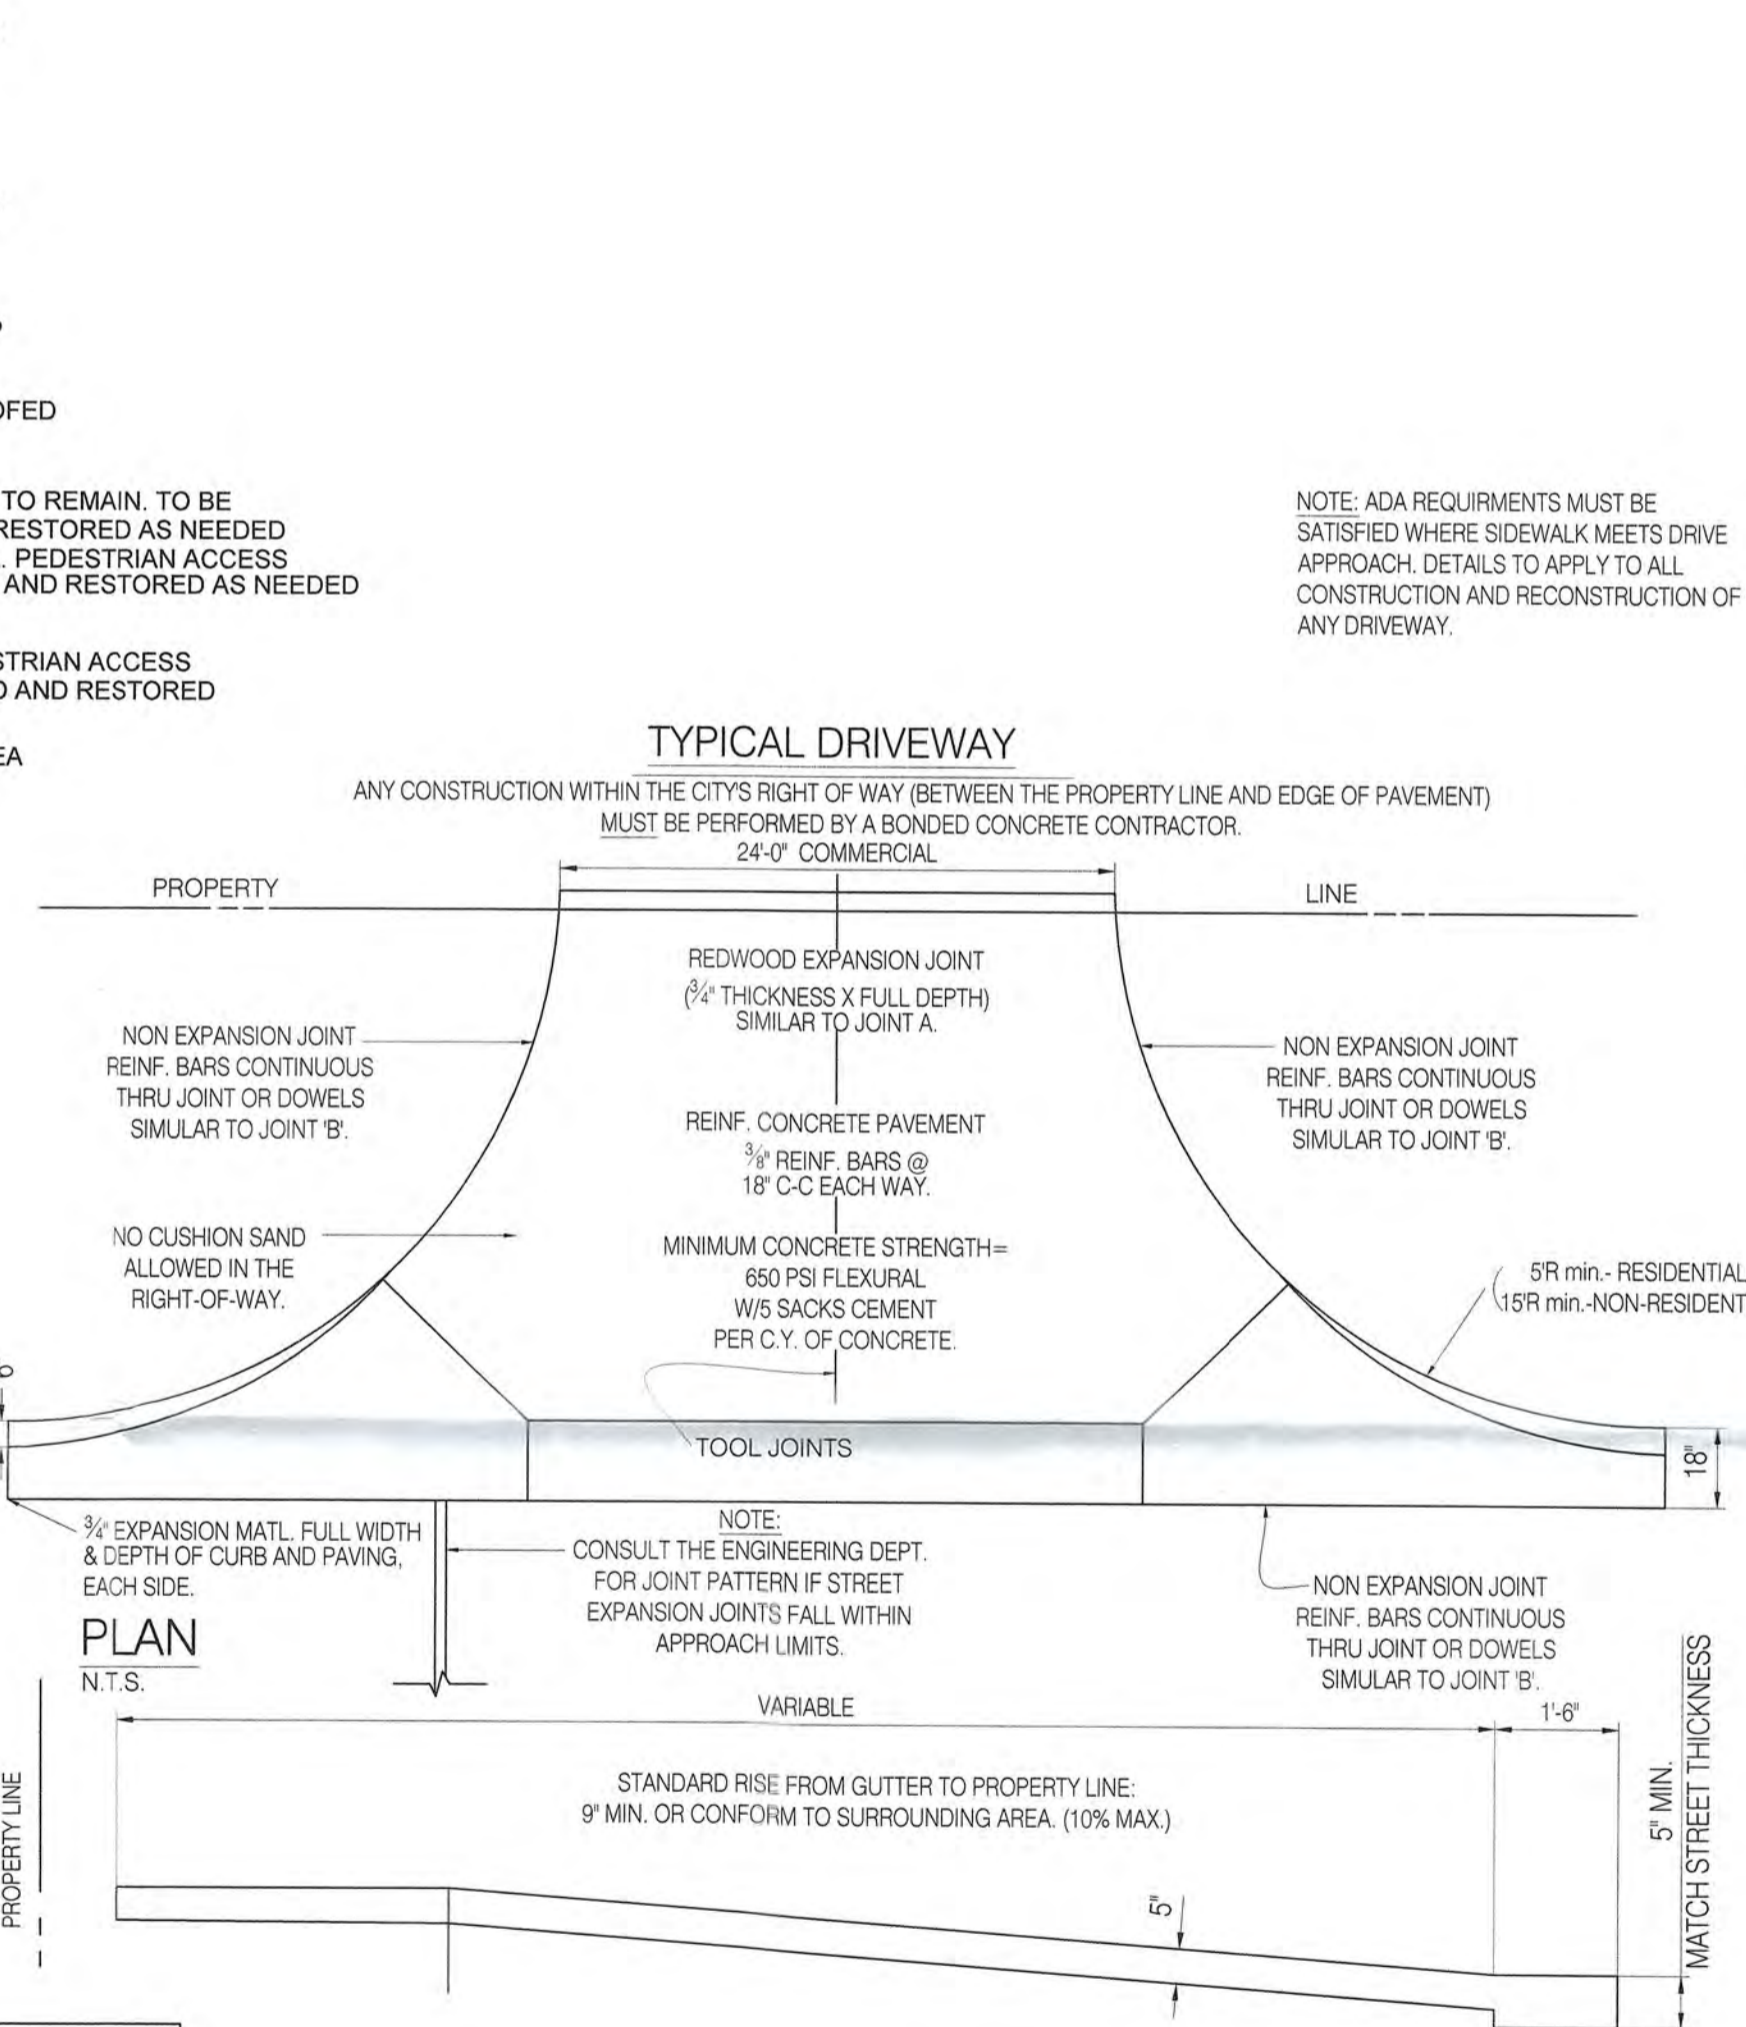 OFED
TO REMAIN. TO BE
RESTORED AS NEEDED
. PEDESTRIAN ACCESS
AND RESTORED AS NEEDED
STRIAN ACCESS
AND RESTORED
EA
NOTE: ADA REQUIRMENTS MUST BE
SATISFIED WHERE SIDEWALK MEETS DRIVE
APPROACH. DETAILS TO APPLY TO ALL
CONSTRUCTION AND RECONSTRUCTION OF
ANY DRIVEWAY.
TYPICAL DRIVEWAY
ANY CONSTRUCTION WITHIN THE CITY'S RIGHT OF WAY (BETWEEN THE PROPERTY LINE AND EDGE OF PAVEMENT)
MUST BE PERFORMED BY A BONDED CONCRETE CONTRACTOR.
24'-0" COMMERCIAL
PROPERTY LINE
REDWOOD EXPANSION JOINT
(3/4" THICKNESS X FULL DEPTH)
SIMILAR TO JOINT A.
NON EXPANSION JOINT
REINF. BARS CONTINUOUS
THRU JOINT OR DOWELS
SIMULAR TO JOINT 'B'.
NON EXPANSION JOINT
REINF. BARS CONTINUOUS
THRU JOINT OR DOWELS
SIMULAR TO JOINT 'B'.
REINF. CONCRETE PAVEMENT
3/8" REINF. BARS @
18" C-C EACH WAY.
NO CUSHION SAND
ALLOWED IN THE
RIGHT-OF-WAY.
MINIMUM CONCRETE STRENGTH=
650 PSI FLEXURAL
W/5 SACKS CEMENT
PER C.Y. OF CONCRETE.
5'R min.- RESIDENTIAL
15'R min.-NON-RESIDENT
6
TOOL JOINTS
18"
3/4" EXPANSION MATL. FULL WIDTH
& DEPTH OF CURB AND PAVING,
EACH SIDE.
NOTE:
CONSULT THE ENGINEERING DEPT.
FOR JOINT PATTERN IF STREET
EXPANSION JOINTS FALL WITHIN
APPROACH LIMITS.
NON EXPANSION JOINT
REINF. BARS CONTINUOUS
THRU JOINT OR DOWELS
SIMULAR TO JOINT 'B'.
PLAN
N.T.S.
VARIABLE
1'-6"
STANDARD RISE FROM GUTTER TO PROPERTY LINE:
9" MIN. OR CONFORM TO SURROUNDING AREA. (10% MAX.)
PROPERTY LINE
5"
5" MIN.
MATCH STREET THICKNESS